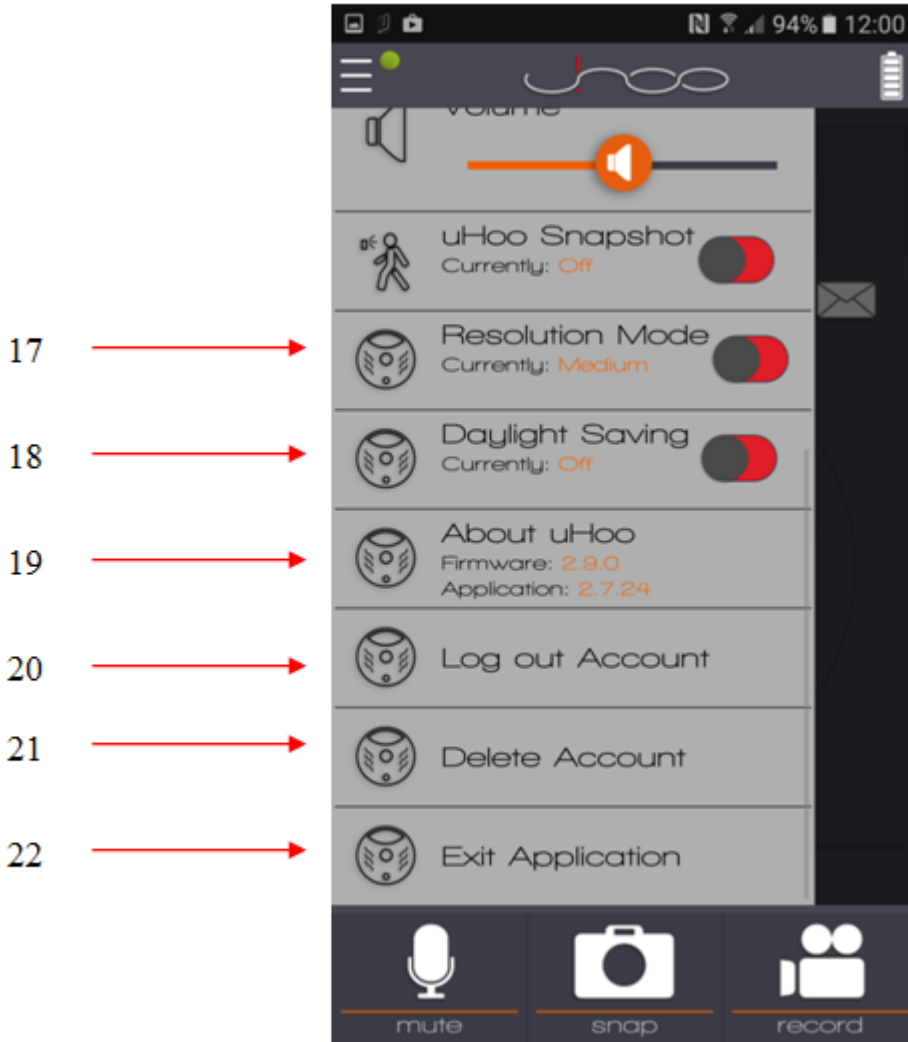 94% 12:00
uhoo
Volume
uHoo Snapshot
Currently: Off
17
Resolution Mode
Currently: Medium
18
Daylight Saving
Currently: Off
19
About uHoo
Firmware: 2.9.0
Application: 2.7.24
20
Log out Account
21
Delete Account
22
Exit Application
mute snap record